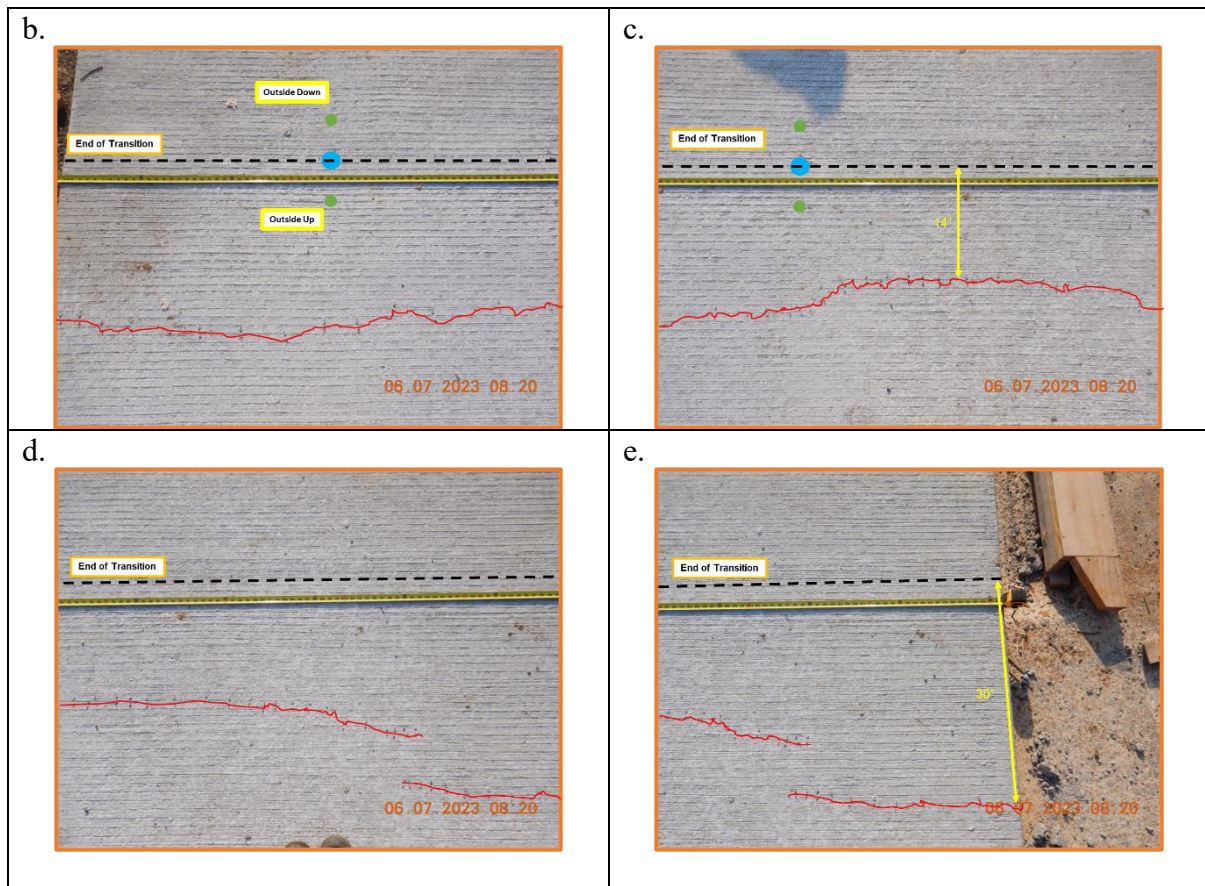 b.
Outside Down
End of Transition
Outside Up
06.07.2023 08:20
c.
End of Transition
14"
06.07.2023 08:20
d.
End of Transition
06.07.2023 08:20
e.
End of Transition
30"
06.07.2023 08:20